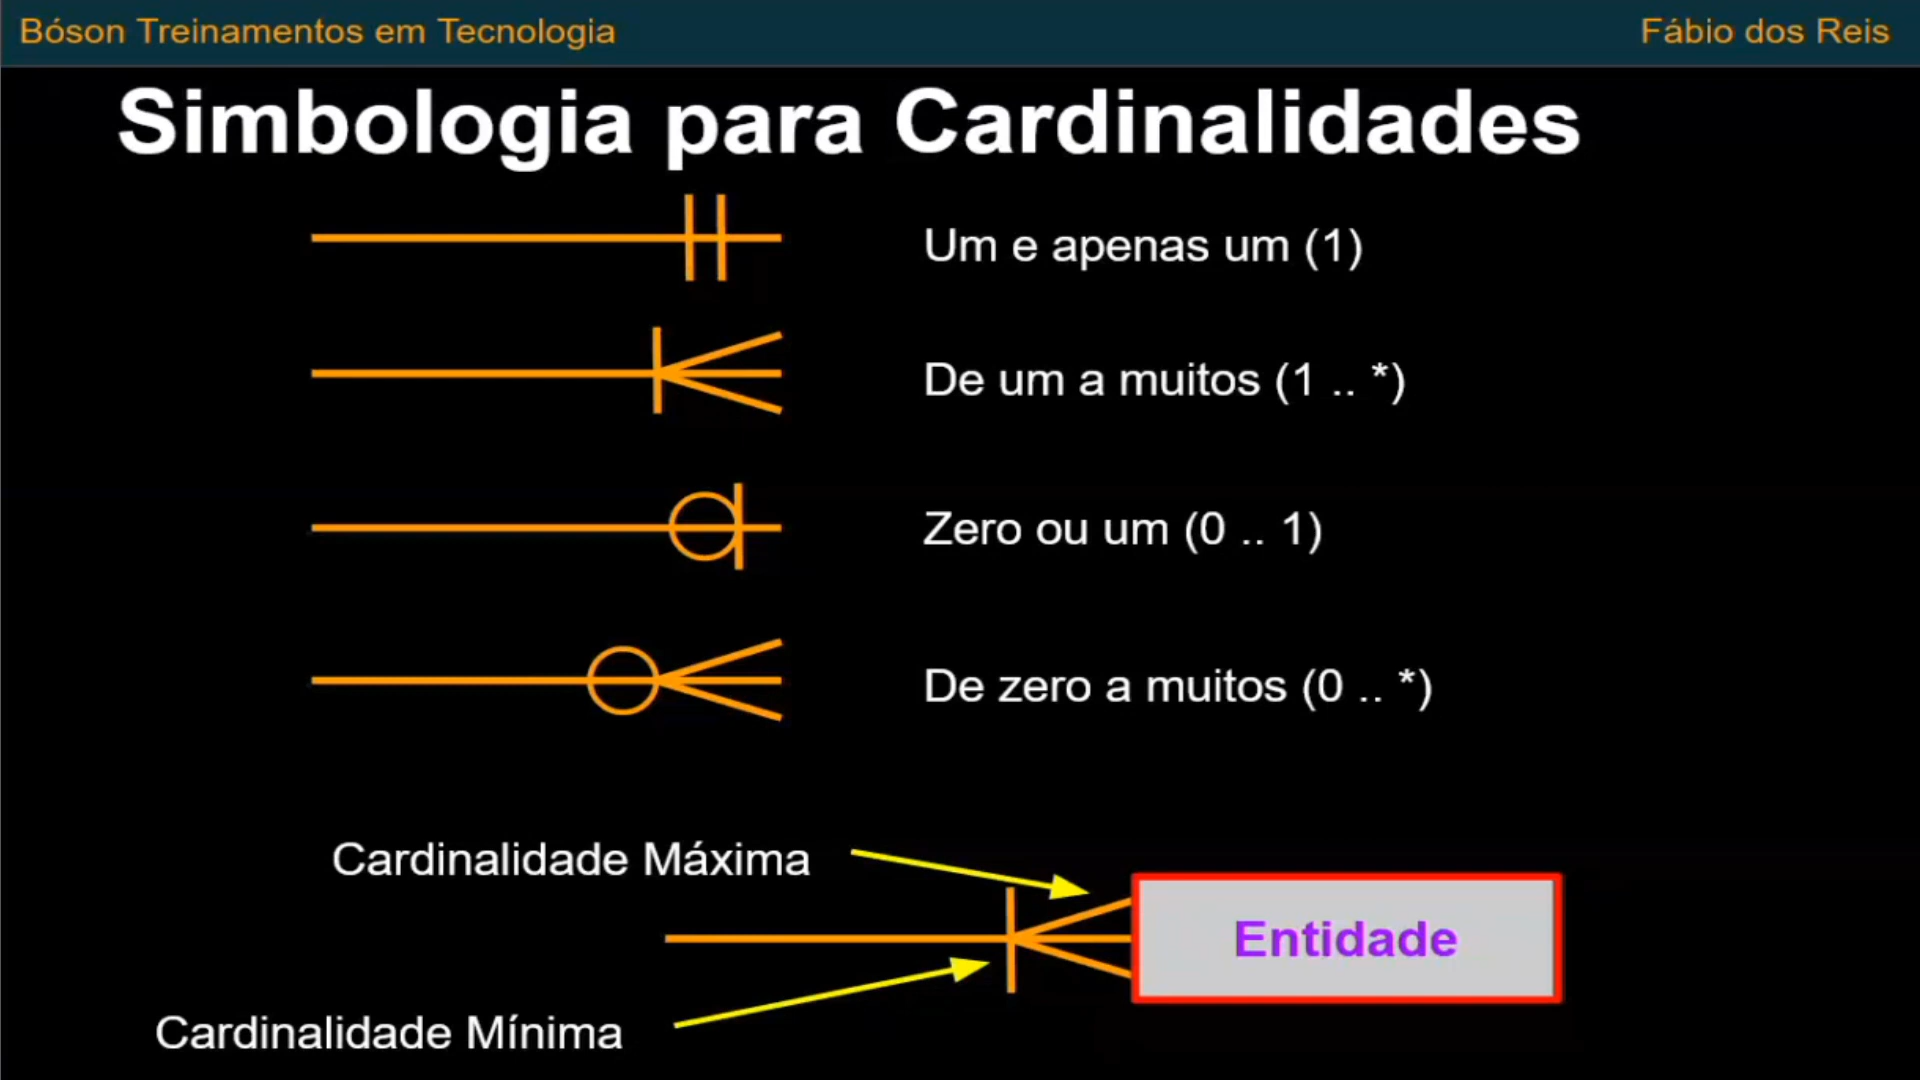 Bóson Treinamentos em Tecnologia
Fábio dos Reis
Simbologia para Cardinalidades
Um e apenas um (1)
De um a muitos (1 .. *)
Zero ou um (0 .. 1)
De zero a muitos (0 .. *)
Cardinalidade Máxima
Entidade
Cardinalidade Mínima